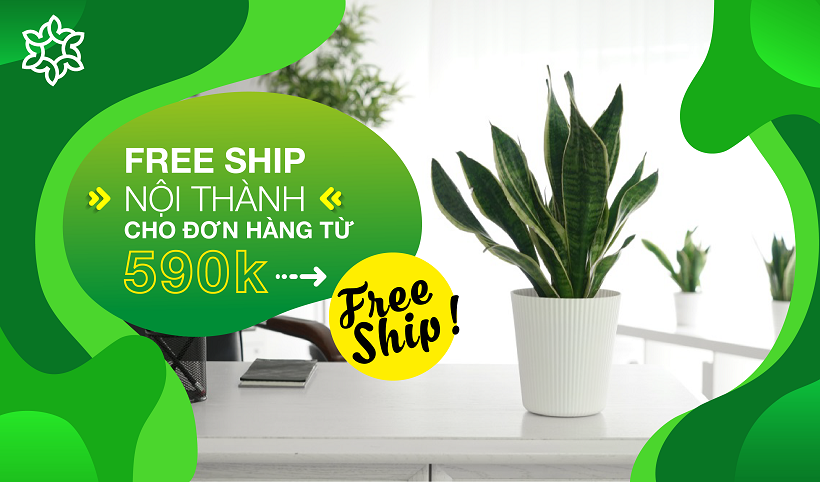 FREE SHIP
NỘI THÀNH
CHO ĐƠN HÀNG TỪ
590k
Free
Ship!